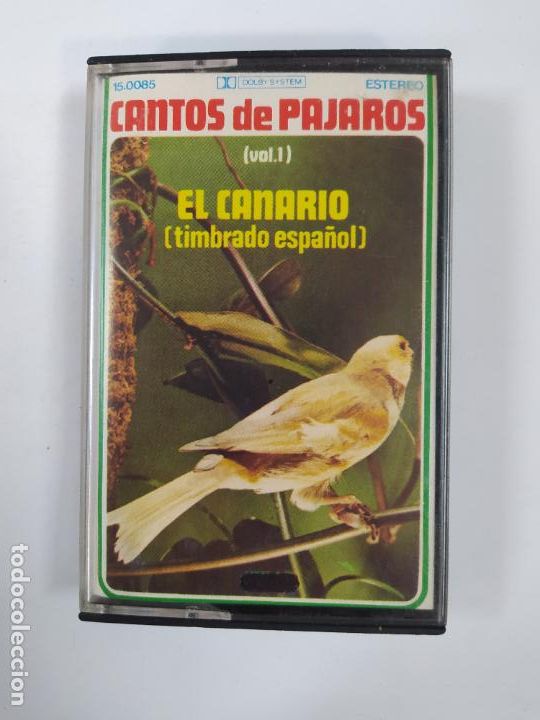 15.0085 DOLBY SYSTEM ESTEREO
CANTOS de PAJAROS
(vol.1)
EL CANARIO
(timbrado español)
todocoleccion